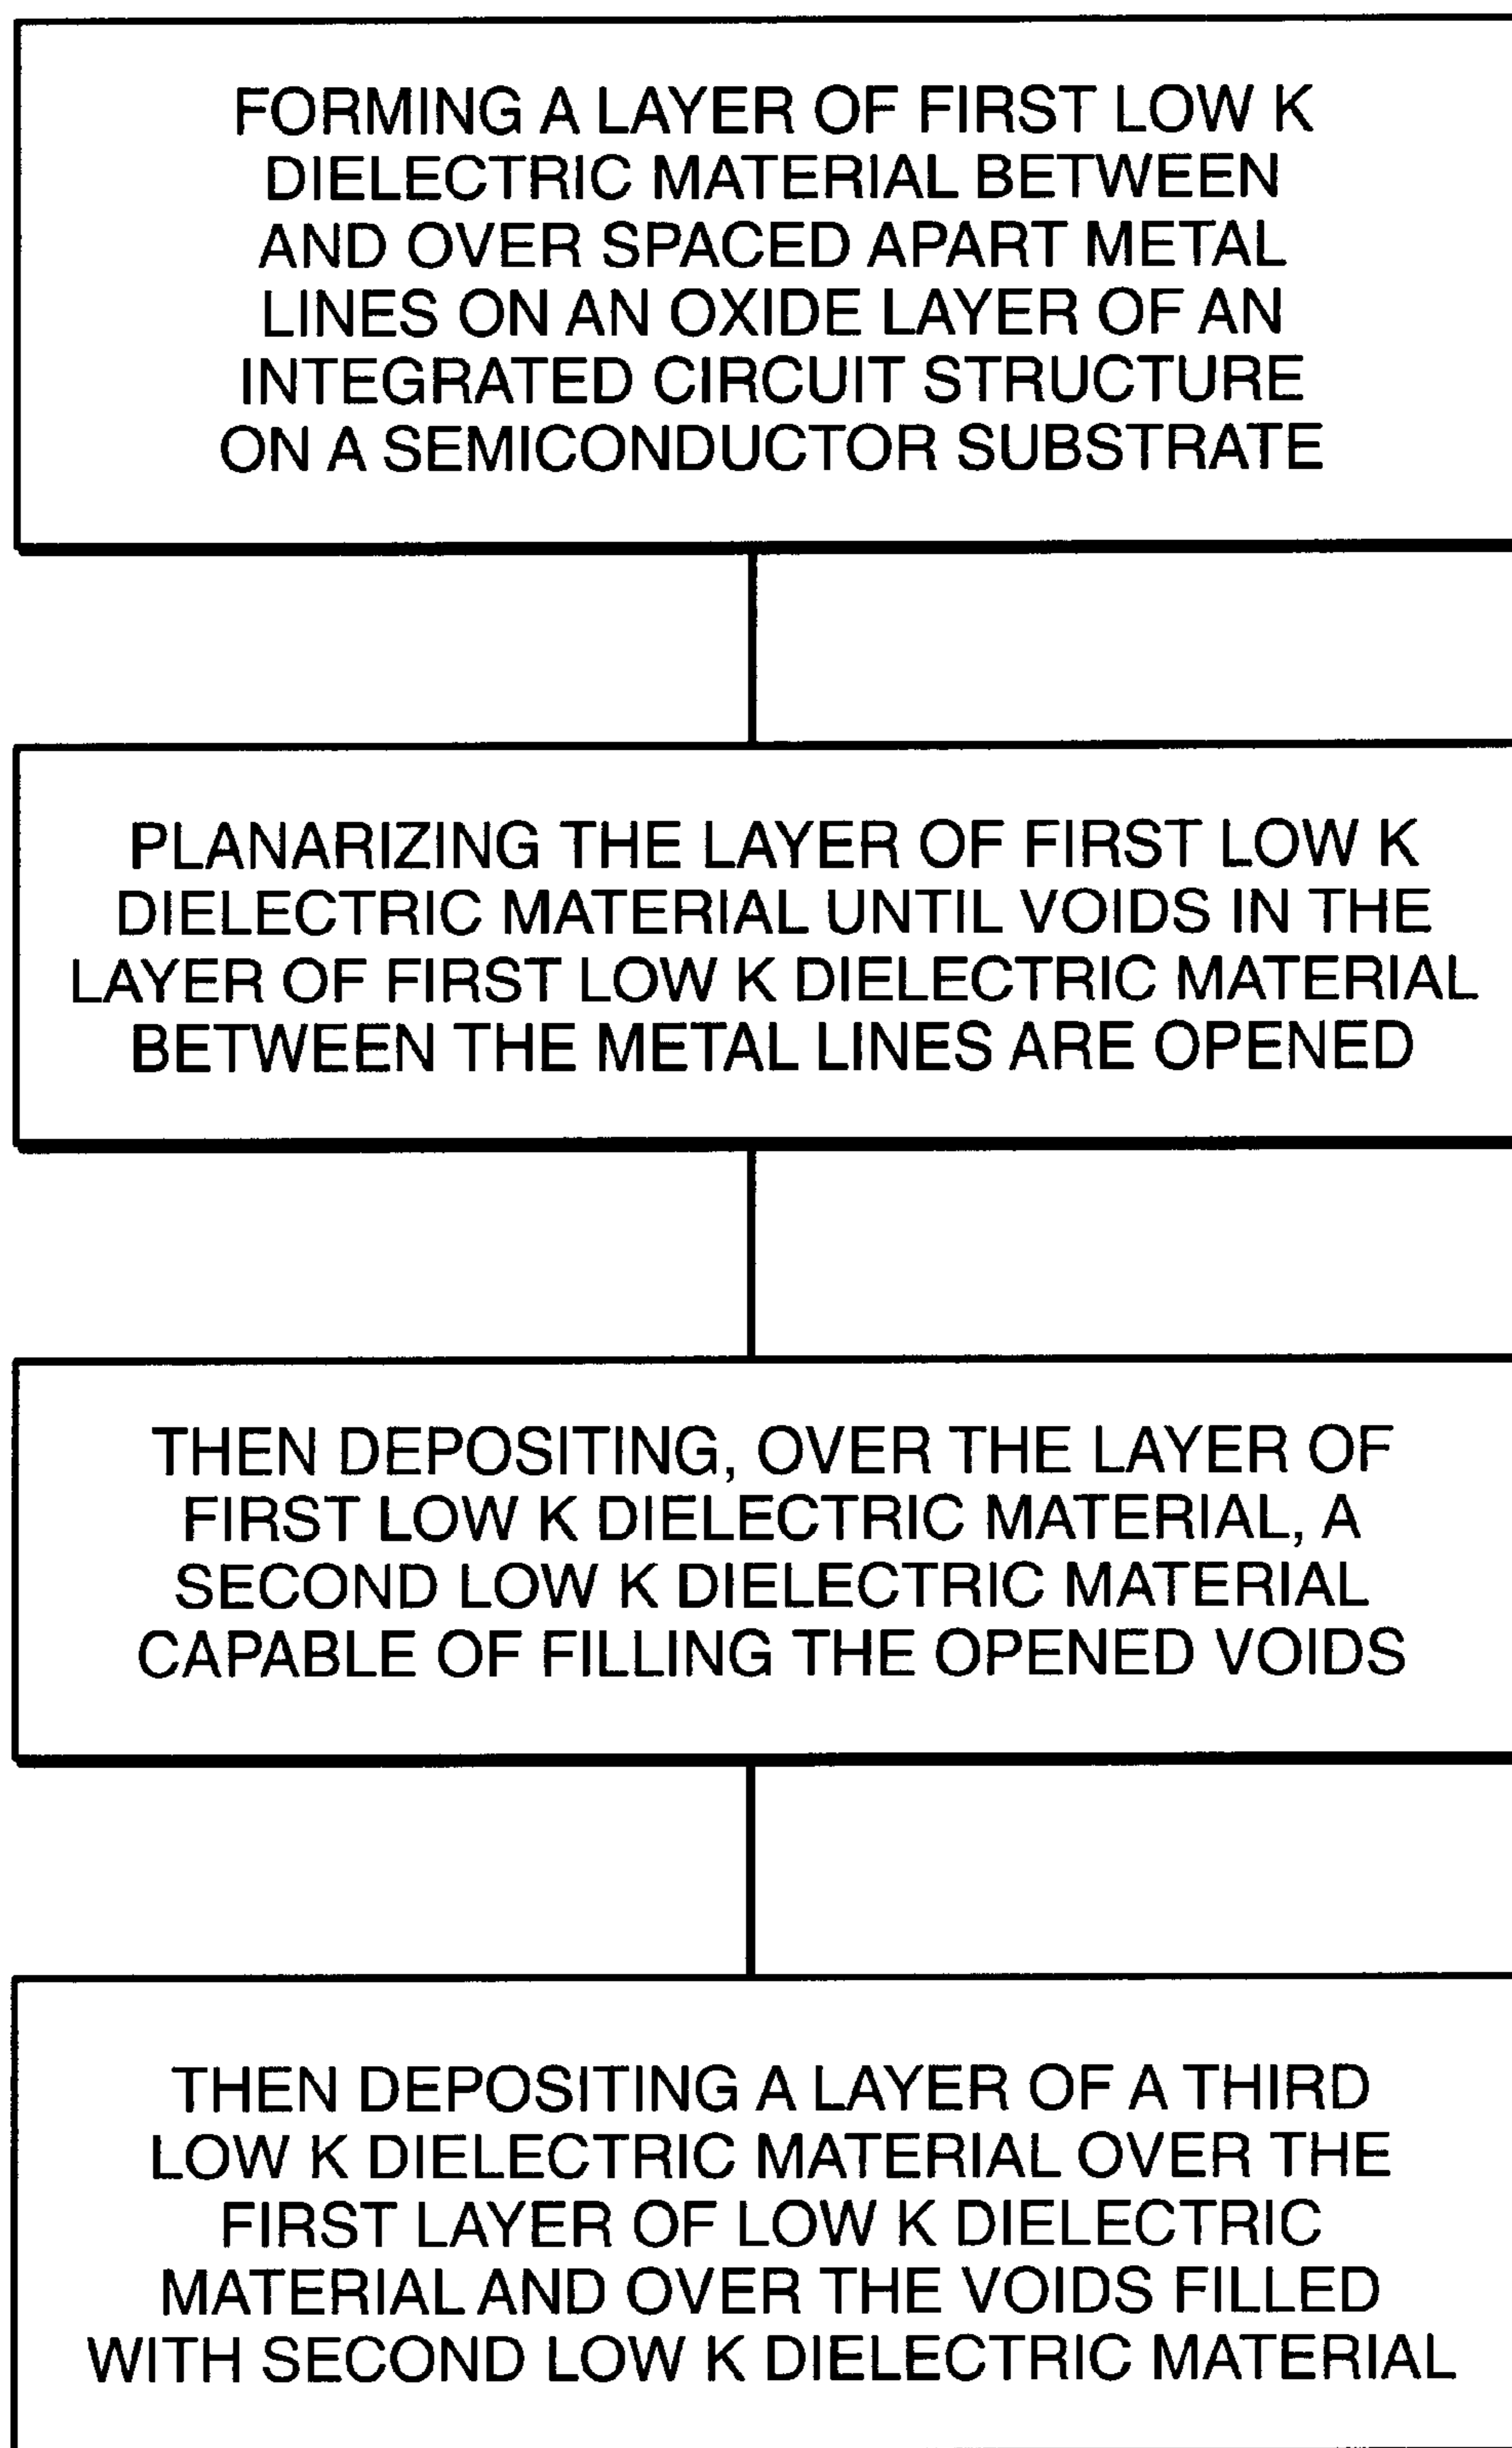 FORMING A LAYER OF FIRST LOW K
DIELECTRIC MATERIAL BETWEEN
AND OVER SPACED APART METAL
LINES ON AN OXIDE LAYER OF AN
INTEGRATED CIRCUIT STRUCTURE
ON A SEMICONDUCTOR SUBSTRATE
PLANARIZING THE LAYER OF FIRST LOW K
DIELECTRIC MATERIAL UNTIL VOIDS IN THE
LAYER OF FIRST LOW K DIELECTRIC MATERIAL
BETWEEN THE METAL LINES ARE OPENED
THEN DEPOSITING, OVER THE LAYER OF
FIRST LOW K DIELECTRIC MATERIAL, A
SECOND LOW K DIELECTRIC MATERIAL
CAPABLE OF FILLING THE OPENED VOIDS
THEN DEPOSITING A LAYER OF A THIRD
LOW K DIELECTRIC MATERIAL OVER THE
FIRST LAYER OF LOW K DIELECTRIC
MATERIAL AND OVER THE VOIDS FILLED
WITH SECOND LOW K DIELECTRIC MATERIAL